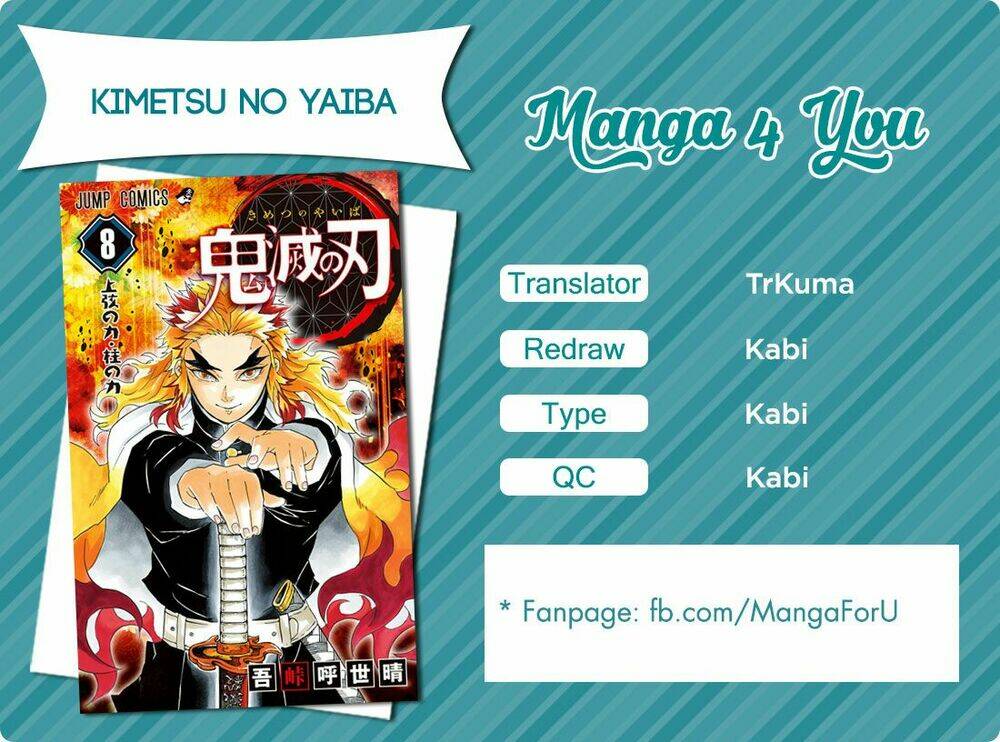 KIMETSU NO YAIBA
Manga 4 You
JUMP COMICS
8
きめつのやいば
鬼滅の刃
上弦の力・柱の力
吾峠呼世晴
Translator TrKuma
Redraw Kabi
Type Kabi
QC Kabi
* Fanpage: fb.com/MangaForU